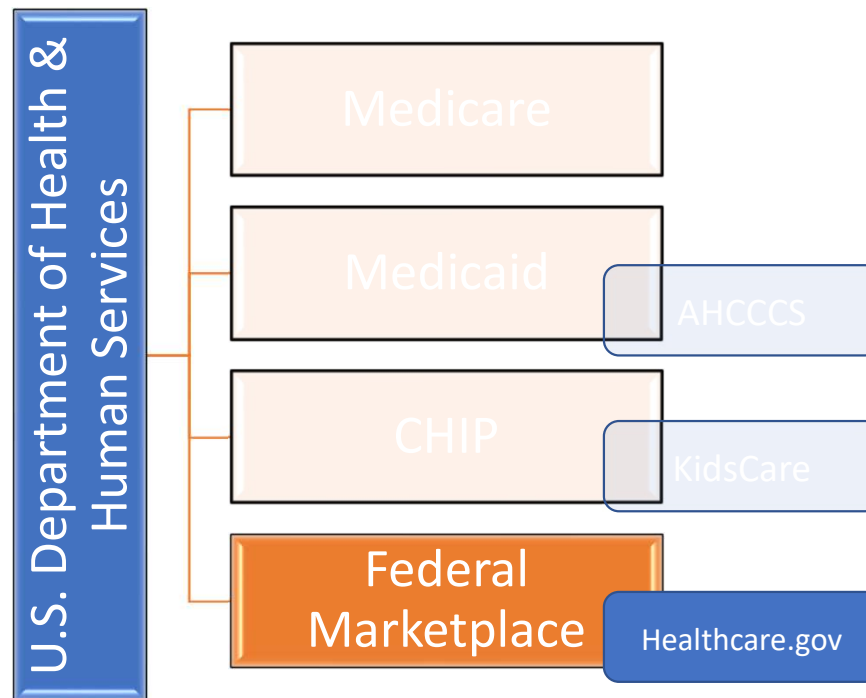 U.S. Department of Health &
Human Services
Medicare
Medicaid
AHCCCS
CHIP
KidsCare
Federal
Marketplace
Healthcare.gov